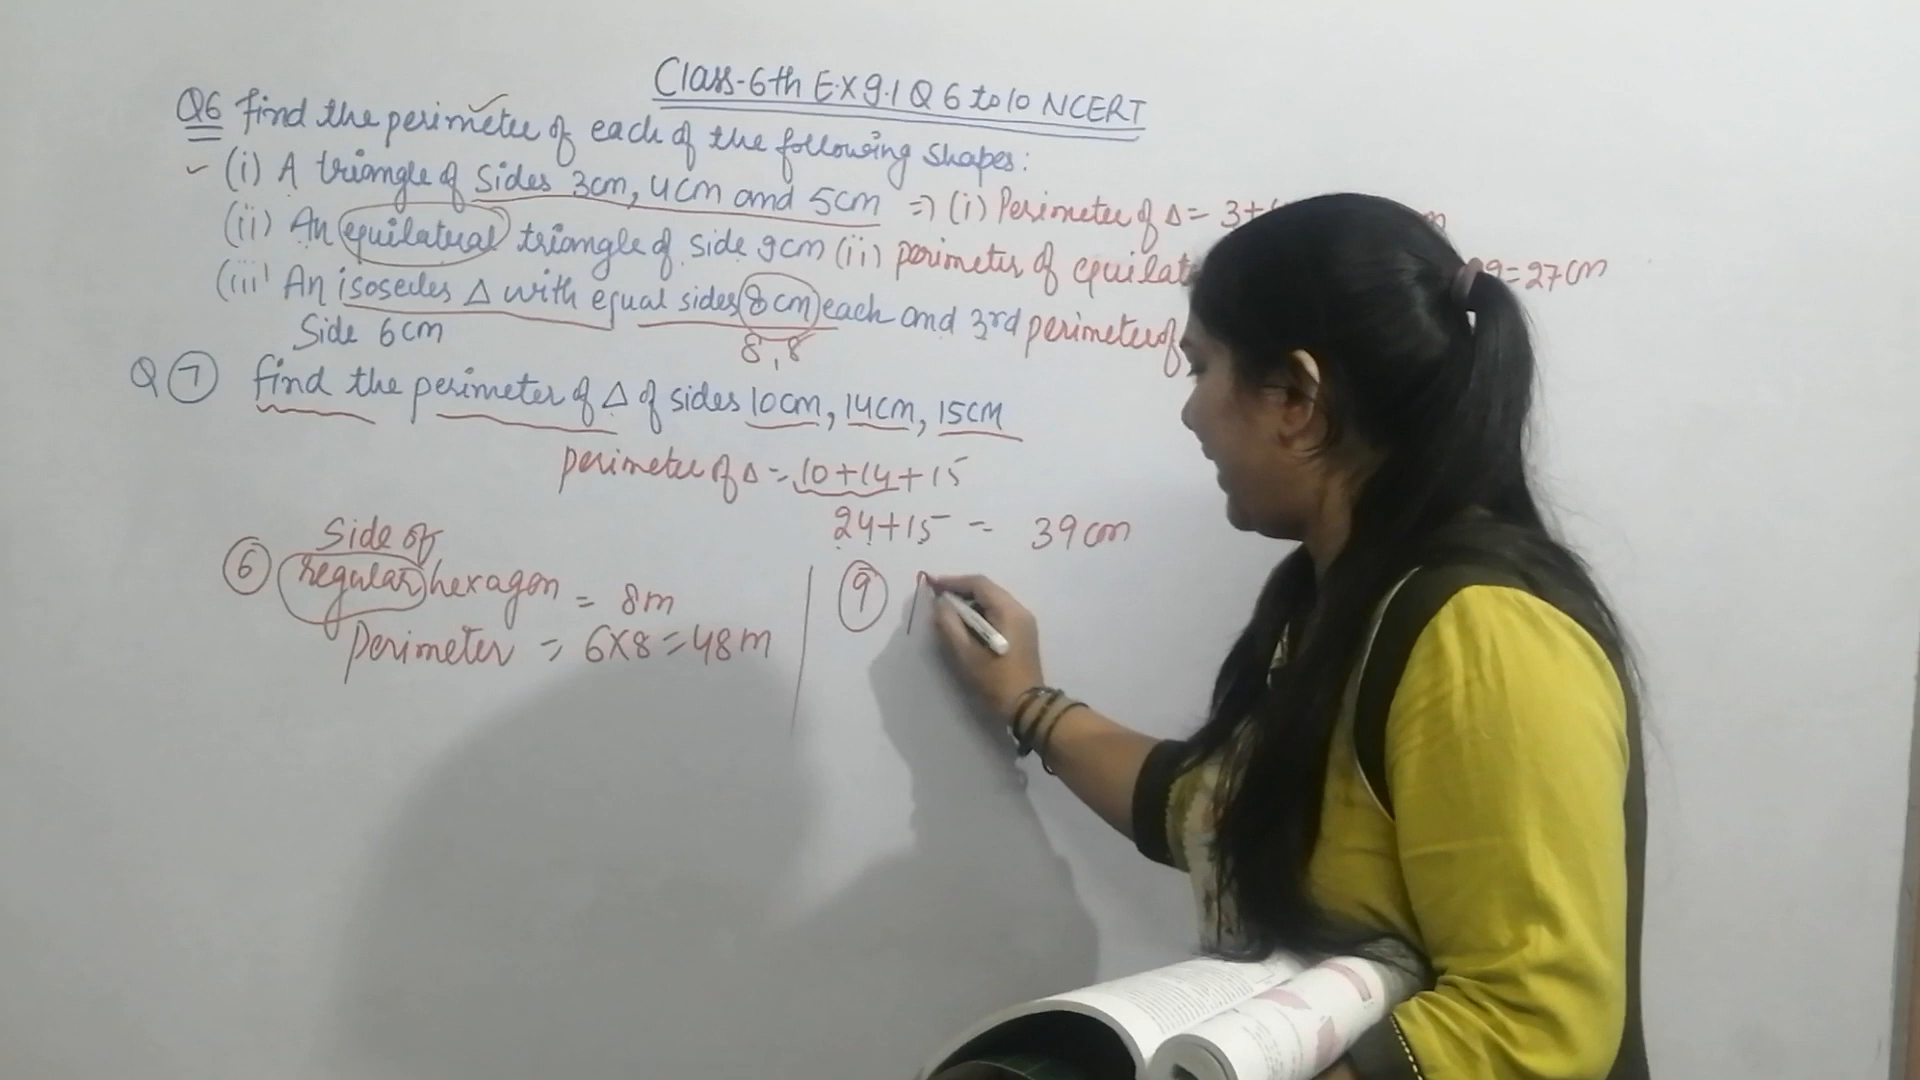 Class-6th EX 9.1 Q 6 to 10 NCERT
Q6 find the perimeter of each of the following shapes:
(i) A triangle of sides 3cm, 4cm and 5cm => (i) Perimeter of Δ = 3+
(ii) An equilateral triangle of side 9cm (ii) perimeter of equilat 9=27cm
(iii) An isosceles Δ with equal sides 8cm each and 3rd perimeter of
Side 6cm
8,8
Q 7 find the perimeter of Δ of sides 10cm, 14cm, 15cm
perimeter of Δ = 10+14+15
24+15 = 39cm
Side of
6 regular hexagon = 8m
Perimeter = 6x8=48m
9